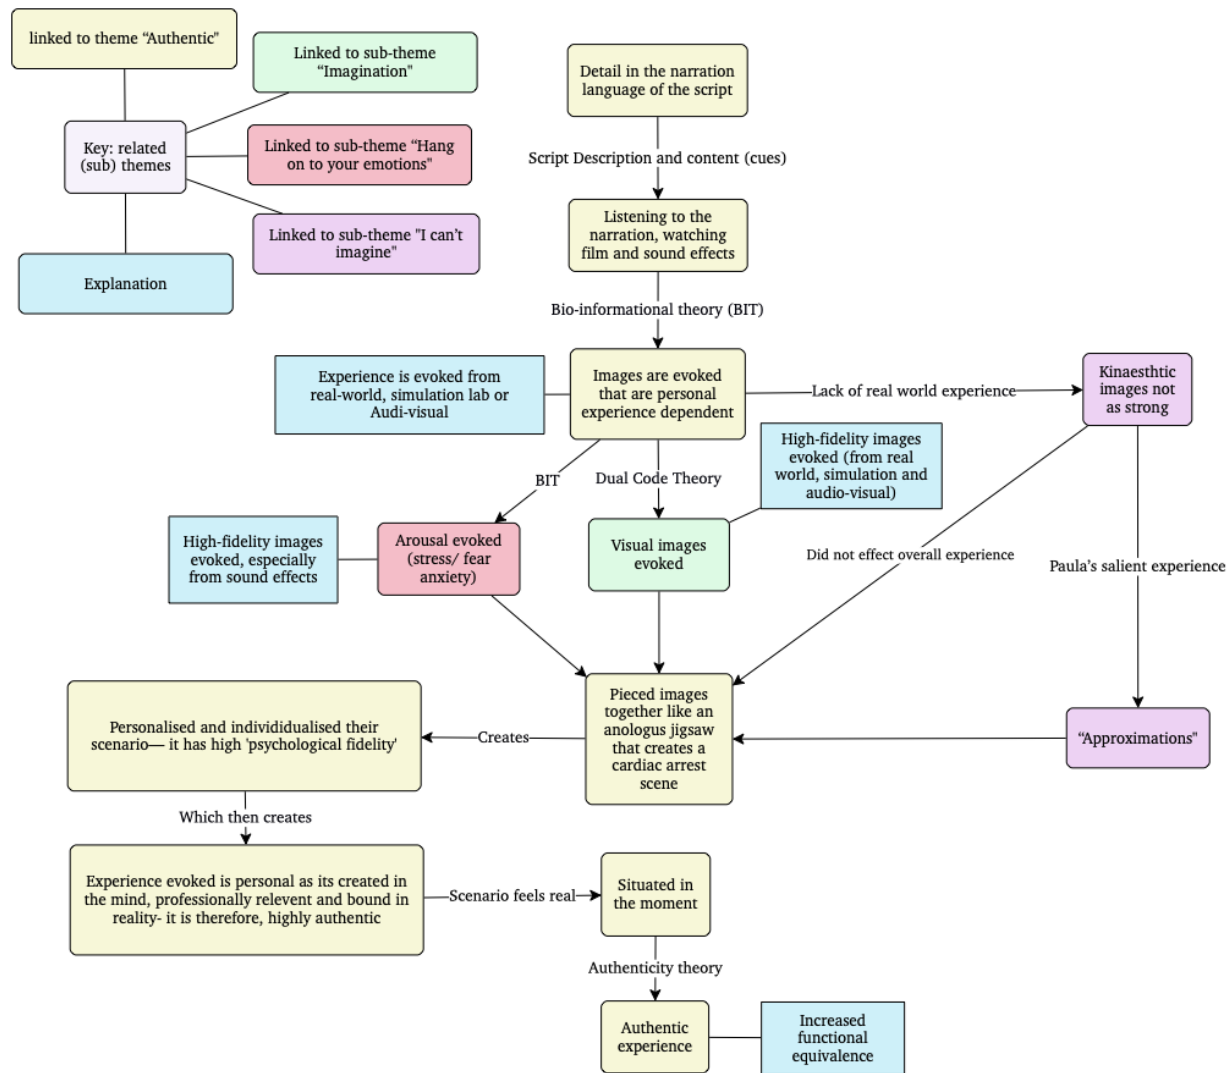 linked to theme “Authentic"
Linked to sub-theme
“Imagination"
Key: related
(sub) themes
Linked to sub-theme “Hang
on to your emotions"
Linked to sub-theme "I can’t
imagine"
Explanation
Detail in the narration
language of the script
Script Description and content (cues)
Listening to the
narration, watching
film and sound effects
Bio-informational theory (BIT)
Experience is evoked from
real-world, simulation lab or
Audi-visual
Images are evoked
that are personal
experience dependent
Lack of real world experience
Kinaesthtic
images not
as strong
High-fidelity images
evoked (from real
world, simulation and
audio-visual)
BIT
Dual Code Theory
High-fidelity images
evoked, especially
from sound effects
Arousal evoked
(stress/ fear
anxiety)
Visual images
evoked
Did not effect overall experience
Paula’s salient experience
Personalised and individidualised their
scenario— it has high 'psychological fidelity'
Creates
Pieced images
together like an
anologus jigsaw
that creates a
cardiac arrest
scene
“Approximations"
Which then creates
Experience evoked is personal as its created in
the mind, professionally relevent and bound in
reality- it is therefore, highly authentic
Scenario feels real
Situated in
the moment
Authenticity theory
Authentic
experience
Increased
functional
equivalence